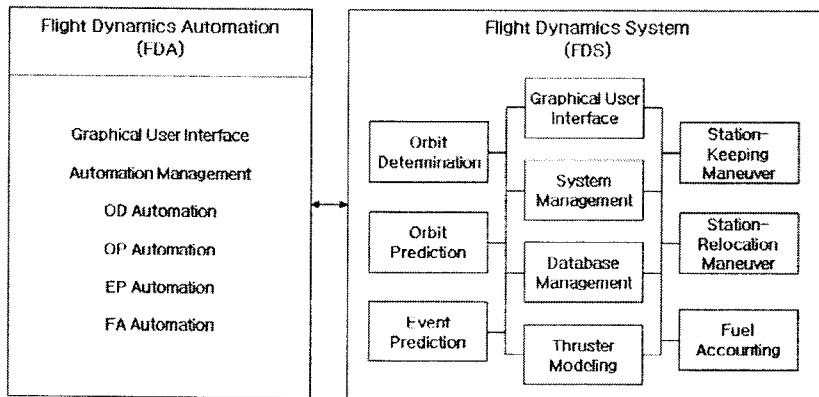 Flight Dynamics Automation
(FDA)
Graphical User Interface
Automation Management
OD Automation
OP Automation
EP Automation
FA Automation
Flight Dynamics System
(FDS)
Orbit
Determination
Orbit
Prediction
Event
Prediction
Graphical User
Interface
System
Management
Database
Management
Thruster
Modeling
Station-
Keeping
Maneuver
Station-
Relocation
Maneuver
Fuel
Accounting